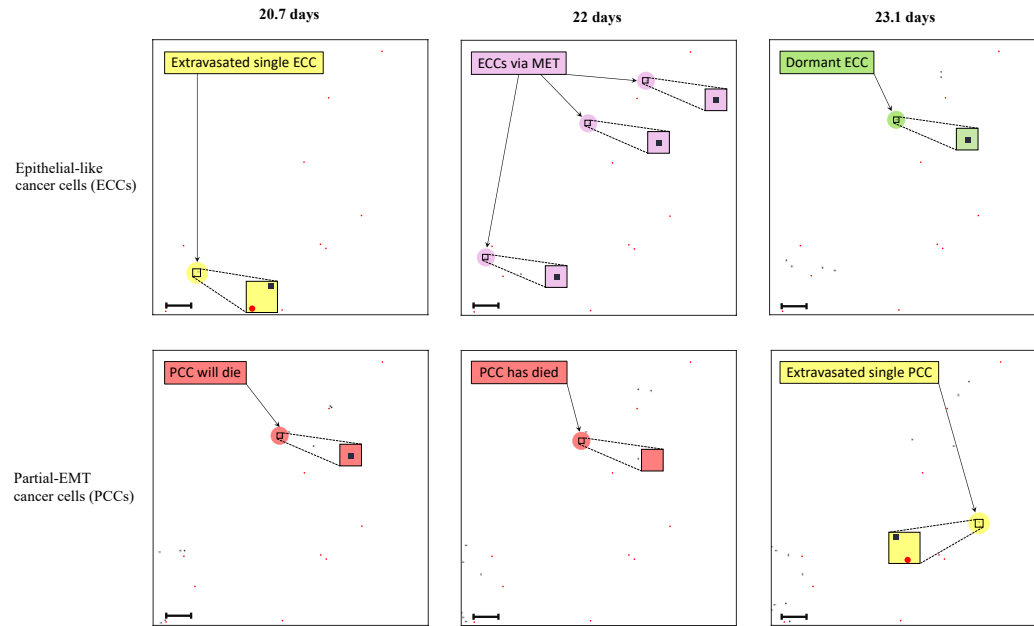 20.7 days
22 days
23.1 days
Extravasated single ECC
ECCs via MET
Dormant ECC
Epithelial-like
cancer cells (ECCs)
PCC will die
PCC has died
Extravasated single PCC
Partial-EMT
cancer cells (PCCs)